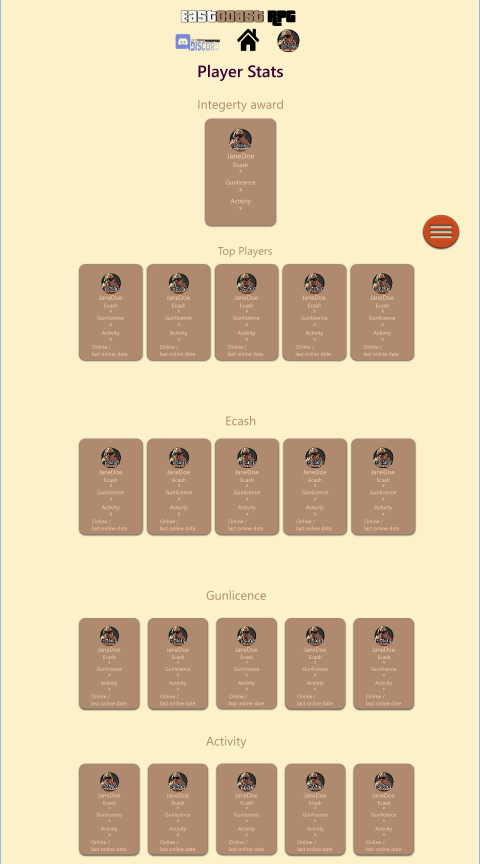 EastCoast RPG
DISCORD
Player Stats
Integerty award
JaneDoe
Ecash
x
Gunlicence
x
Activity
x
Top Players
JaneDoe JaneDoe JaneDoe JaneDoe JaneDoe
Ecash Ecash Ecash Ecash Ecash
x x x x x
Gunlicence Gunlicence Gunlicence Gunlicence Gunlicence
x x x x x
Activity Activity Activity Activity Activity
x x x x x
Online / Online / Online / Online / Online /
last online date last online date last online date last online date last online date
Ecash
JaneDoe JaneDoe JaneDoe JaneDoe JaneDoe
Ecash Ecash Ecash Ecash Ecash
x x x x x
Gunlicence Gunlicence Gunlicence Gunlicence Gunlicence
x x x x x
Activity Activity Activity Activity Activity
x x x x x
Online / Online / Online / Online / Online /
last online date last online date last online date last online date last online date
Gunlicence
JaneDoe JaneDoe JaneDoe JaneDoe JaneDoe
Ecash Ecash Ecash Ecash Ecash
x x x x x
Gunlicence Gunlicence Gunlicence Gunlicence Gunlicence
x x x x x
Activity Activity Activity Activity Activity
x x x x x
Online / Online / Online / Online / Online /
last online date last online date last online date last online date last online date
Activity
JaneDoe JaneDoe JaneDoe JaneDoe JaneDoe
Ecash Ecash Ecash Ecash Ecash
x x x x x
Gunlicence Gunlicence Gunlicence Gunlicence Gunlicence
x x x x x
Activity Activity Activity Activity Activity
x x x x x
Online / Online / Online / Online / Online /
last online date last online date last online date last online date last online date